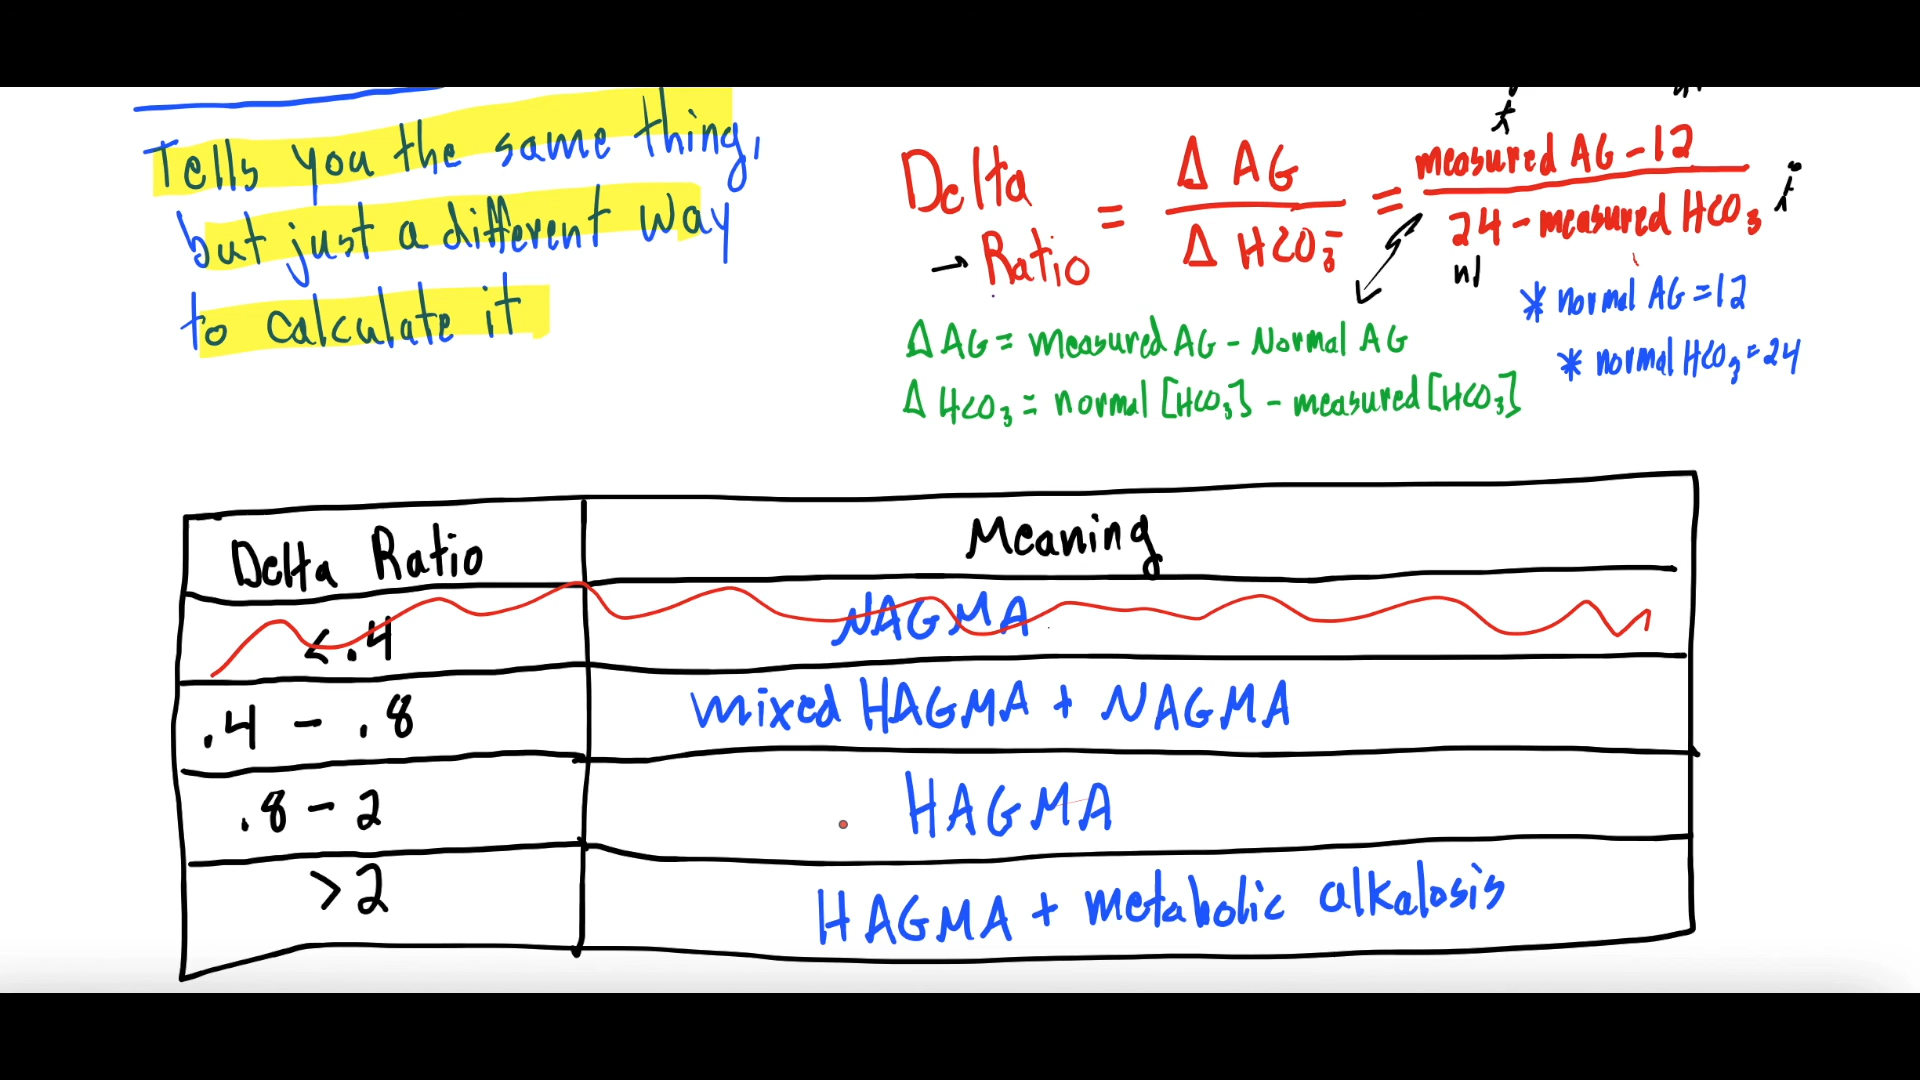 Tells you the same thing,
but just a different way
to calculate it
Delta
→ Ratio
=
Δ AG
Δ HCO3-
=
measured AG - 12
24 - measured HCO3
nl
* normal AG = 12
* normal HCO3 = 24
Δ AG = measured AG - Normal AG
Δ HCO3 = normal [HCO3] - measured [HCO3]
Delta Ratio Meaning
< .4 NAGMA
.4 - .8 mixed HAGMA + NAGMA
.8 - 2 HAGMA
> 2 HAGMA + metabolic alkalosis